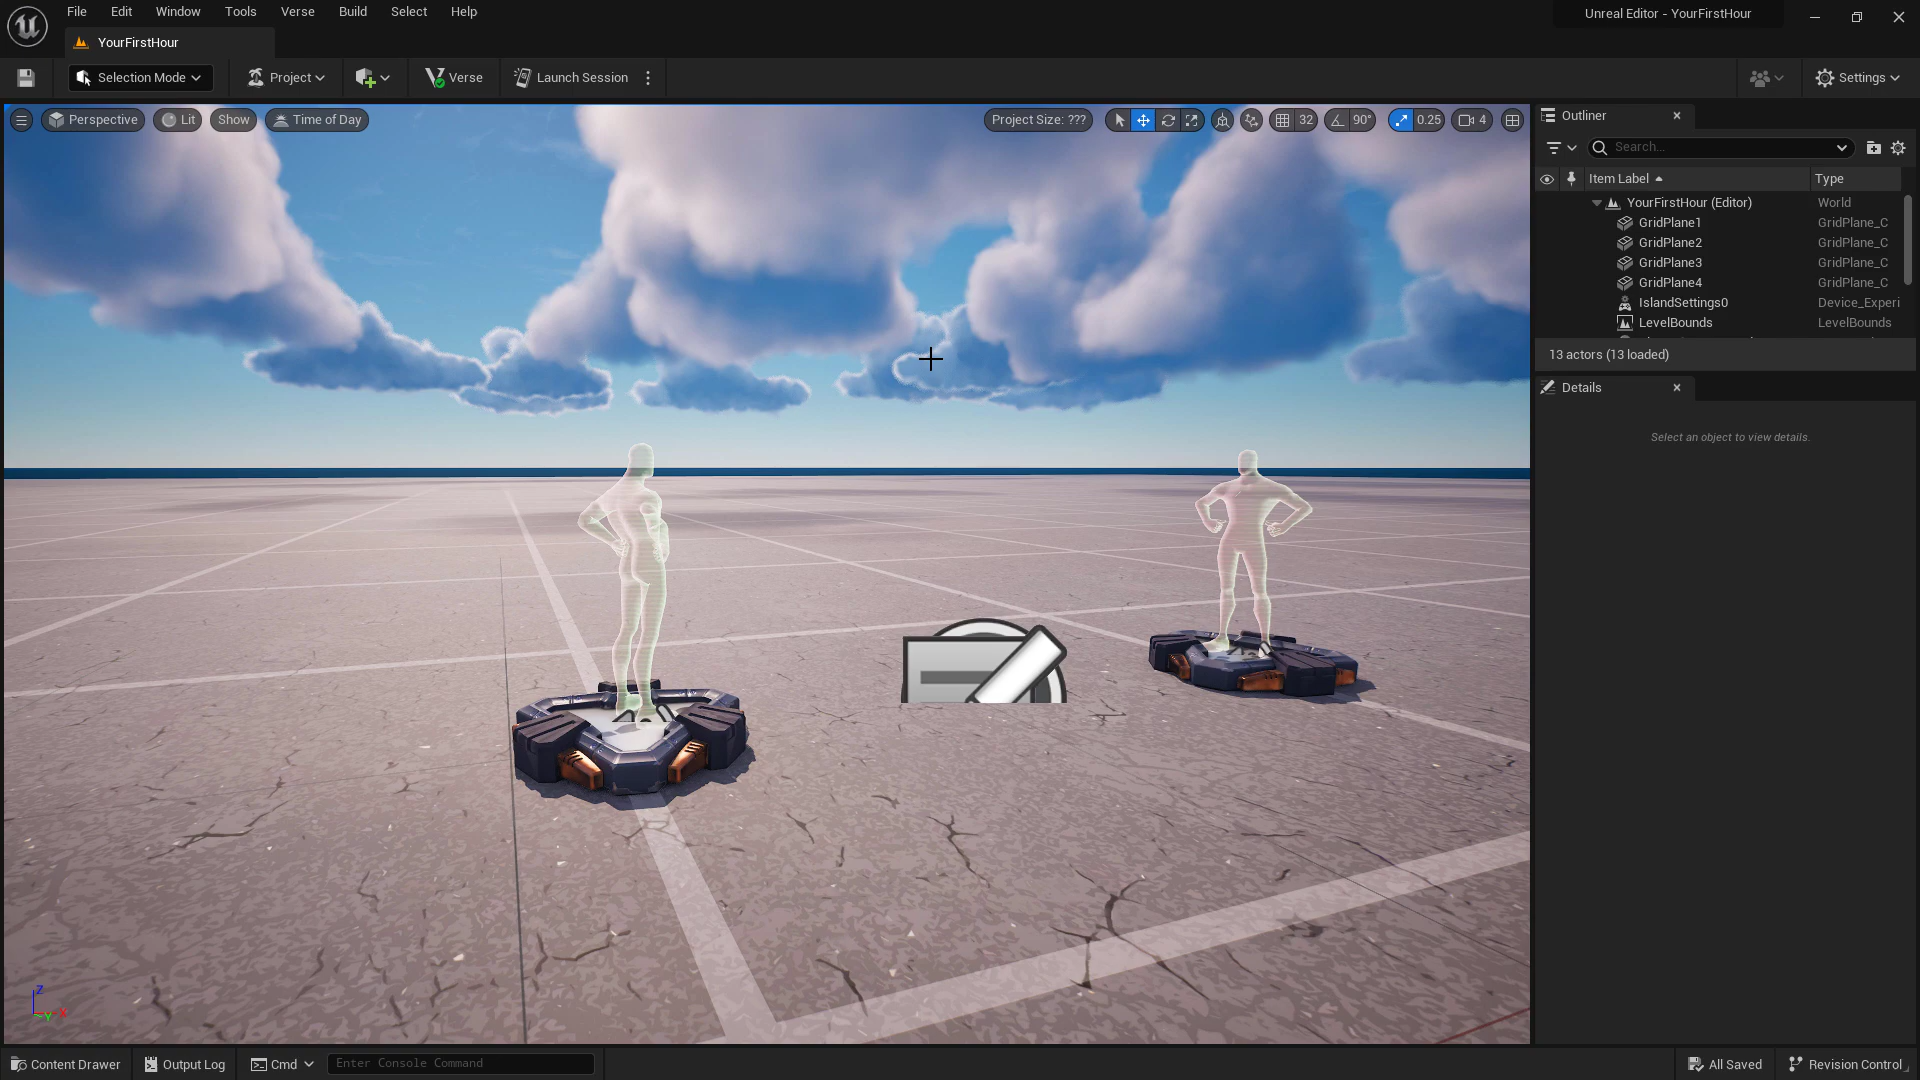 File Edit Window Tools Verse Build Select Help
Unreal Editor - YourFirstHour
YourFirstHour
Selection Mode
Project
Verse
Launch Session
Settings
Perspective
Lit
Show
Time of Day
Project Size: ???
32
90°
0.25
4
Outliner
Search...
Item Label Type
YourFirstHour (Editor) World
GridPlane1 GridPlane_C
GridPlane2 GridPlane_C
GridPlane3 GridPlane_C
GridPlane4 GridPlane_C
IslandSettings0 Device_Experi
LevelBounds LevelBounds
13 actors (13 loaded)
Details
Select an object to view details.
Z
Y X
Content Drawer
Output Log
Cmd
Enter Console Command
All Saved
Revision Control